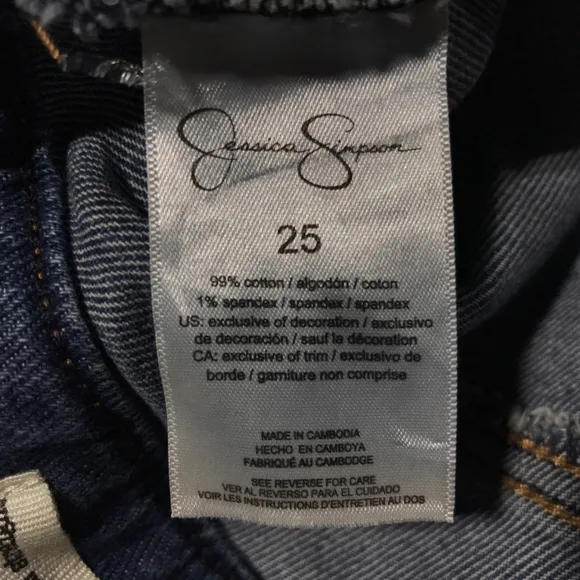 Jessica Simpson
25
99% cotton / algodón / coton
1% spandex / spandex / spandex
US: exclusive of decoration / exclusivo
de decoración / sauf la décoration
CA: exclusive of trim / exclusivo de
borde / garniture non comprise
MADE IN CAMBODIA
HECHO EN CAMBOYA
FABRIQUÉ AU CAMBODGE
SEE REVERSE FOR CARE
VER AL REVERSO PARA EL CUIDADO
VOIR LES INSTRUCTIONS D'ENTRETIEN AU DOS